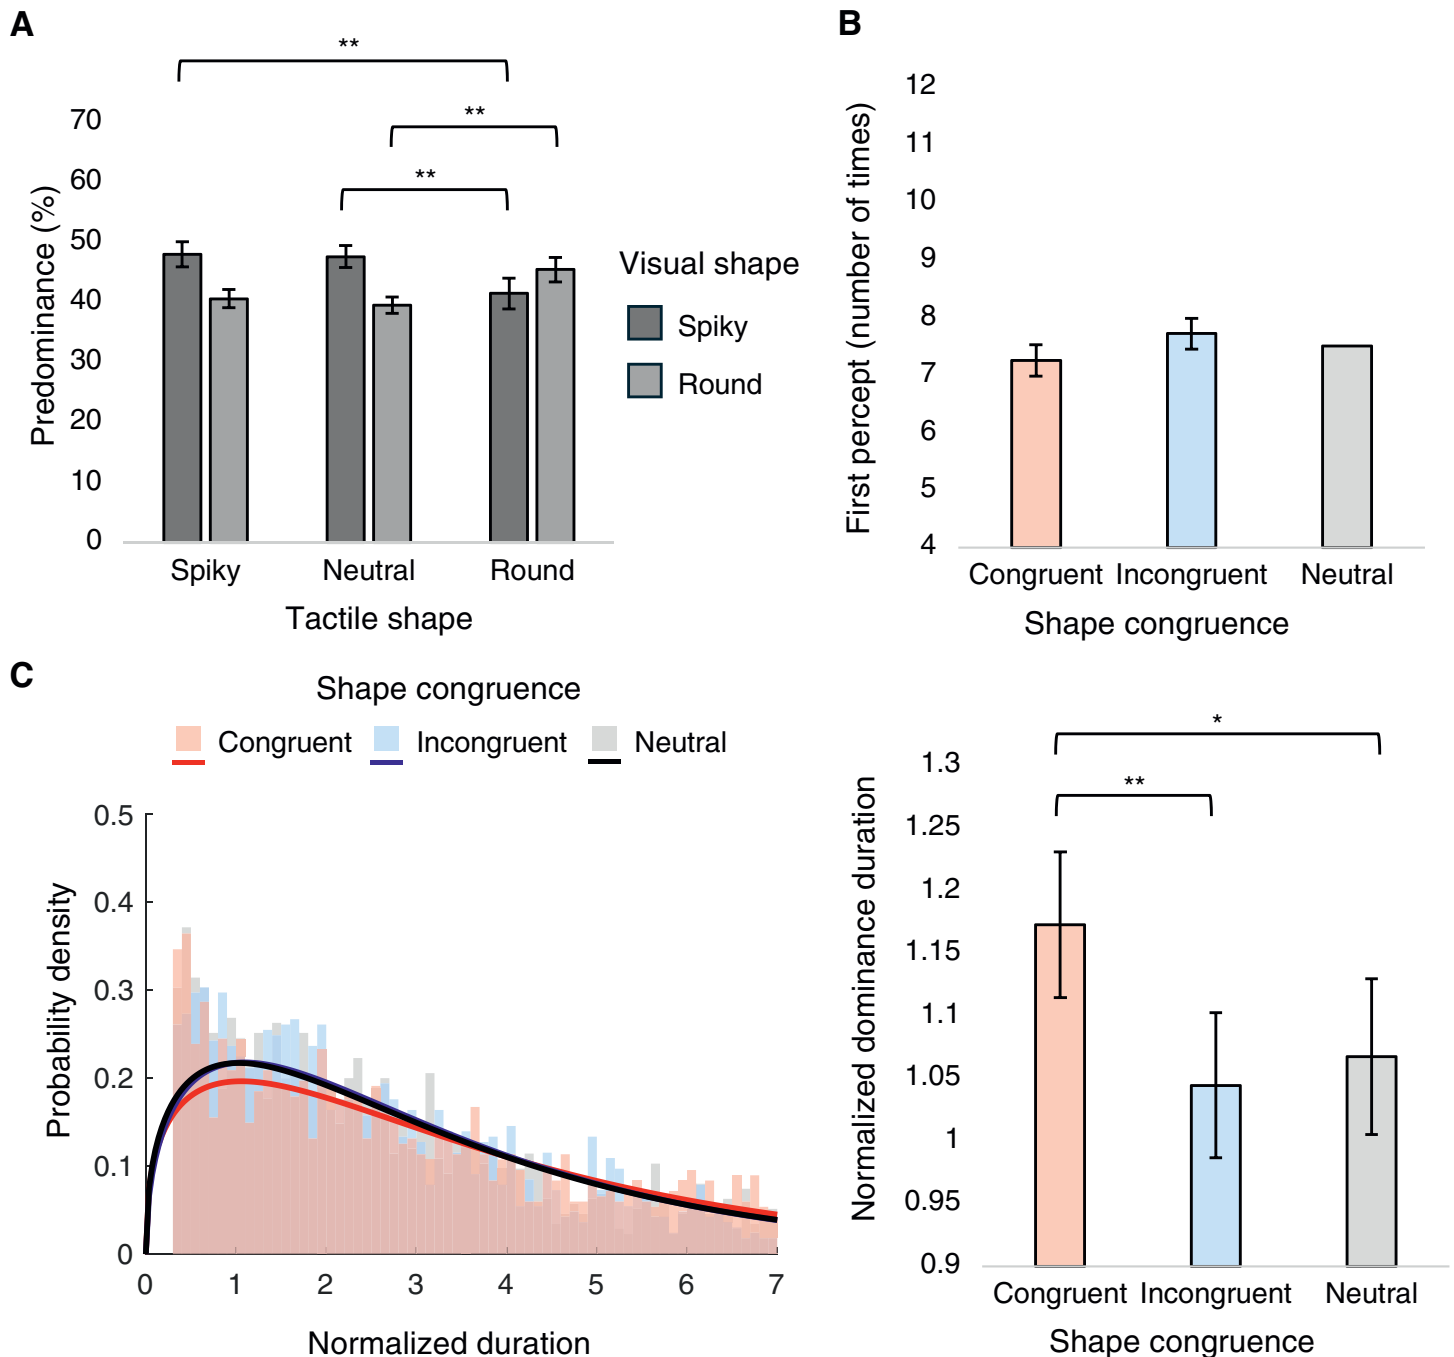 A
**
**
**
70
60
50
40
30
20
10
0
Predominance (%)
Spiky Neutral Round
Tactile shape
Visual shape
Spiky
Round
B
12
11
10
9
8
7
6
5
4
First percept (number of times)
Congruent Incongruent Neutral
Shape congruence
C
Shape congruence
Congruent Incongruent Neutral
0.5
0.4
0.3
0.2
0.1
0
Probability density
0 1 2 3 4 5 6 7
Normalized duration
*
**
1.3
1.25
1.2
1.15
1.1
1.05
1
0.95
0.9
Normalized dominance duration
Congruent Incongruent Neutral
Shape congruence